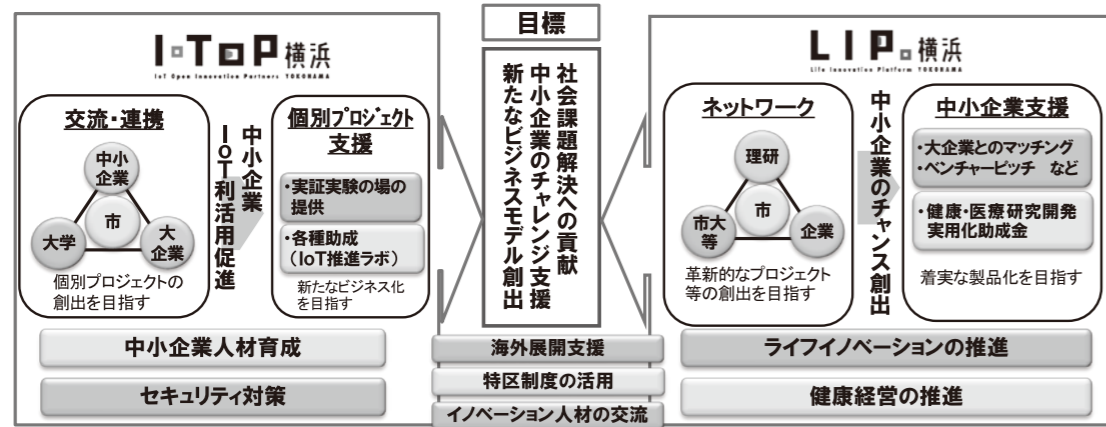 I・ToP 横浜
IoT Open Innovation Partners YOKOHAMA
交流・連携
中小
企業
市
大学
大
企業
個別プロジェクトの
創出を目指す
中小企業
IOT利活用促進
個別プロジェクト
支援
・実証実験の場の
提供
・各種助成
（IoT推進ラボ）
新たなビジネス化
を目指す
中小企業人材育成
セキュリティ対策
目標
社会課題解決への貢献
中小企業のチャレンジ支援
新たなビジネスモデル創出
海外展開支援
特区制度の活用
イノベーション人材の交流
LIP.横浜
Life Innovation Platform YOKOHAMA
ネットワーク
理研
市
市大
等
企業
革新的なプロジェクト
等の創出を目指す
中小企業のチャンス創出
中小企業支援
・大企業とのマッチング
・ベンチャーピッチ など
・健康・医療研究開発
実用化助成金
着実な製品化を目指す
ライフイノベーションの推進
健康経営の推進